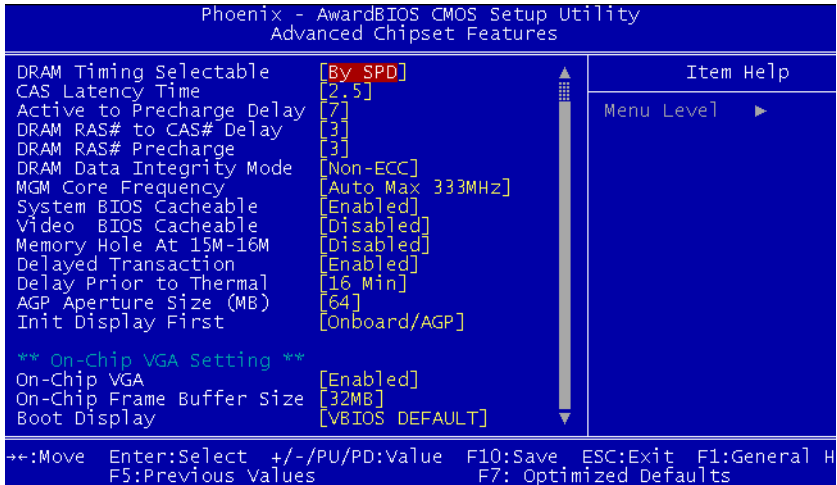 Phoenix - AwardBIOS CMOS Setup Utility
Advanced Chipset Features
DRAM Timing Selectable [By SPD]
CAS Latency Time [2.5]
Active to Precharge Delay [7]
DRAM RAS# to CAS# Delay [3]
DRAM RAS# Precharge [3]
DRAM Data Integrity Mode [Non-ECC]
MGM Core Frequency [Auto Max 333MHz]
System BIOS Cacheable [Enabled]
Video BIOS Cacheable [Disabled]
Memory Hole At 15M-16M [Disabled]
Delayed Transaction [Enabled]
Delay Prior to Thermal [16 Min]
AGP Aperture Size (MB) [64]
Init Display First [Onboard/AGP]
** On-Chip VGA Setting **
On-Chip VGA [Enabled]
On-Chip Frame Buffer Size [32MB]
Boot Display [VBIOS DEFAULT]
Item Help
Menu Level ►
→←:Move Enter:Select +/-/PU/PD:Value F10:Save ESC:Exit F1:General H
F5:Previous Values F7: Optimized Defaults